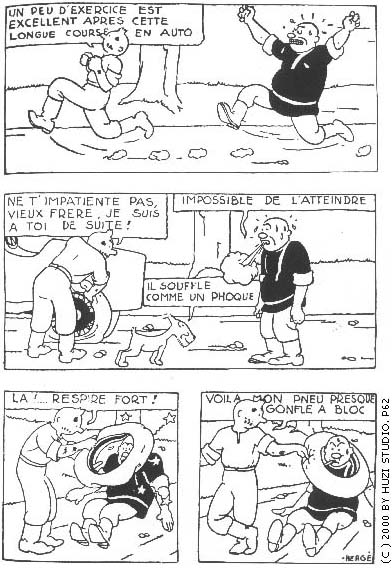 UN PEU D'EXERCICE EST
EXCELLENT APRES CETTE
LONGUE COURSE EN AUTO
NE T'IMPATIENTE PAS,
VIEUX FRERE, JE SUIS
A TOI DE SUITE!
IMPOSSIBLE DE L'ATTEINDRE
IL SOUFFLE
COMME UN PHOQUE
LA!... RESPIRE FORT!
VOILA MON PNEU PRESQUE
GONFLE A BLOC
-HERGÉ-
(C) 2000 BY HUZI STUDIO. P62